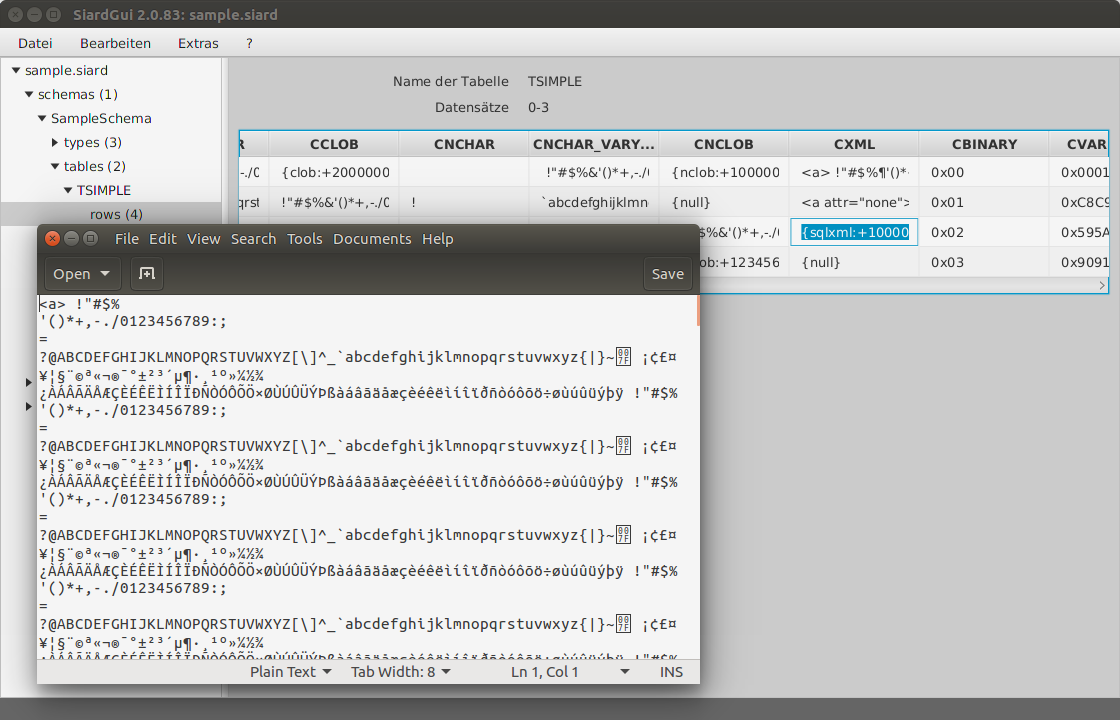 SiardGui 2.0.83: sample.siard
Datei Bearbeiten Extras ?
sample.siard
schemas (1)
SampleSchema
types (3)
tables (2)
TSIMPLE
rows (4)
Name der Tabelle TSIMPLE
Datensätze 0-3
R CCLOB CNCHAR CNCHAR_VARY... CNCLOB CXML CBINARY CVAR
-./0 {clob:+2000000 !"#$%&'()*+,-./( {nclob:+100000 <a> !"#$%¶'()* 0x00 0x0001
qrst !"#$%&'()*+,-./0 ! `abcdefghijklmn {null} <a attr="none"> 0x01 0xC8C9
$%&'()*+,-./( {sqlxml:+10000 0x02 0x595A
ob:+123456 {null} 0x03 0x9091
File Edit View Search Tools Documents Help
Open Save
<a> !"#$%
'()*+,-./0123456789:;
=
?@ABCDEFGHIJKLMNOPQRSTUVWXYZ[\]^_`abcdefghijklmnopqrstuvwxyz{|}~ ¡¢£¤
¥¦§¨©ª«¬®¯°±²³´µ¶·¸¹º»¼½¾
¿ÀÁÂÃÄÅÆÇÈÉÊËÌÍÎÏÐÑÒÓÔÕÖ×ØÙÚÛÜÝÞßàáâãäåæçèéêëìíîïðñòóôõö÷øùúûüýþÿ !"#$%
'()*+,-./0123456789:;
=
?@ABCDEFGHIJKLMNOPQRSTUVWXYZ[\]^_`abcdefghijklmnopqrstuvwxyz{|}~ ¡¢£¤
¥¦§¨©ª«¬®¯°±²³´µ¶·¸¹º»¼½¾
¿ÀÁÂÃÄÅÆÇÈÉÊËÌÍÎÏÐÑÒÓÔÕÖ×ØÙÚÛÜÝÞßàáâãäåæçèéêëìíîïðñòóôõö÷øùúûüýþÿ !"#$%
'()*+,-./0123456789:;
=
?@ABCDEFGHIJKLMNOPQRSTUVWXYZ[\]^_`abcdefghijklmnopqrstuvwxyz{|}~ ¡¢£¤
¥¦§¨©ª«¬®¯°±²³´µ¶·¸¹º»¼½¾
¿ÀÁÂÃÄÅÆÇÈÉÊËÌÍÎÏÐÑÒÓÔÕÖ×ØÙÚÛÜÝÞßàáâãäåæçèéêëìíîïðñòóôõö÷øùúûüýþÿ !"#$%
'()*+,-./0123456789:;
=
?@ABCDEFGHIJKLMNOPQRSTUVWXYZ[\]^_`abcdefghijklmnopqrstuvwxyz{|}~ ¡¢£¤
¥¦§¨©ª«¬®¯°±²³´µ¶·¸¹º»¼½¾
Plain Text Tab Width: 8 Ln 1, Col 1 INS